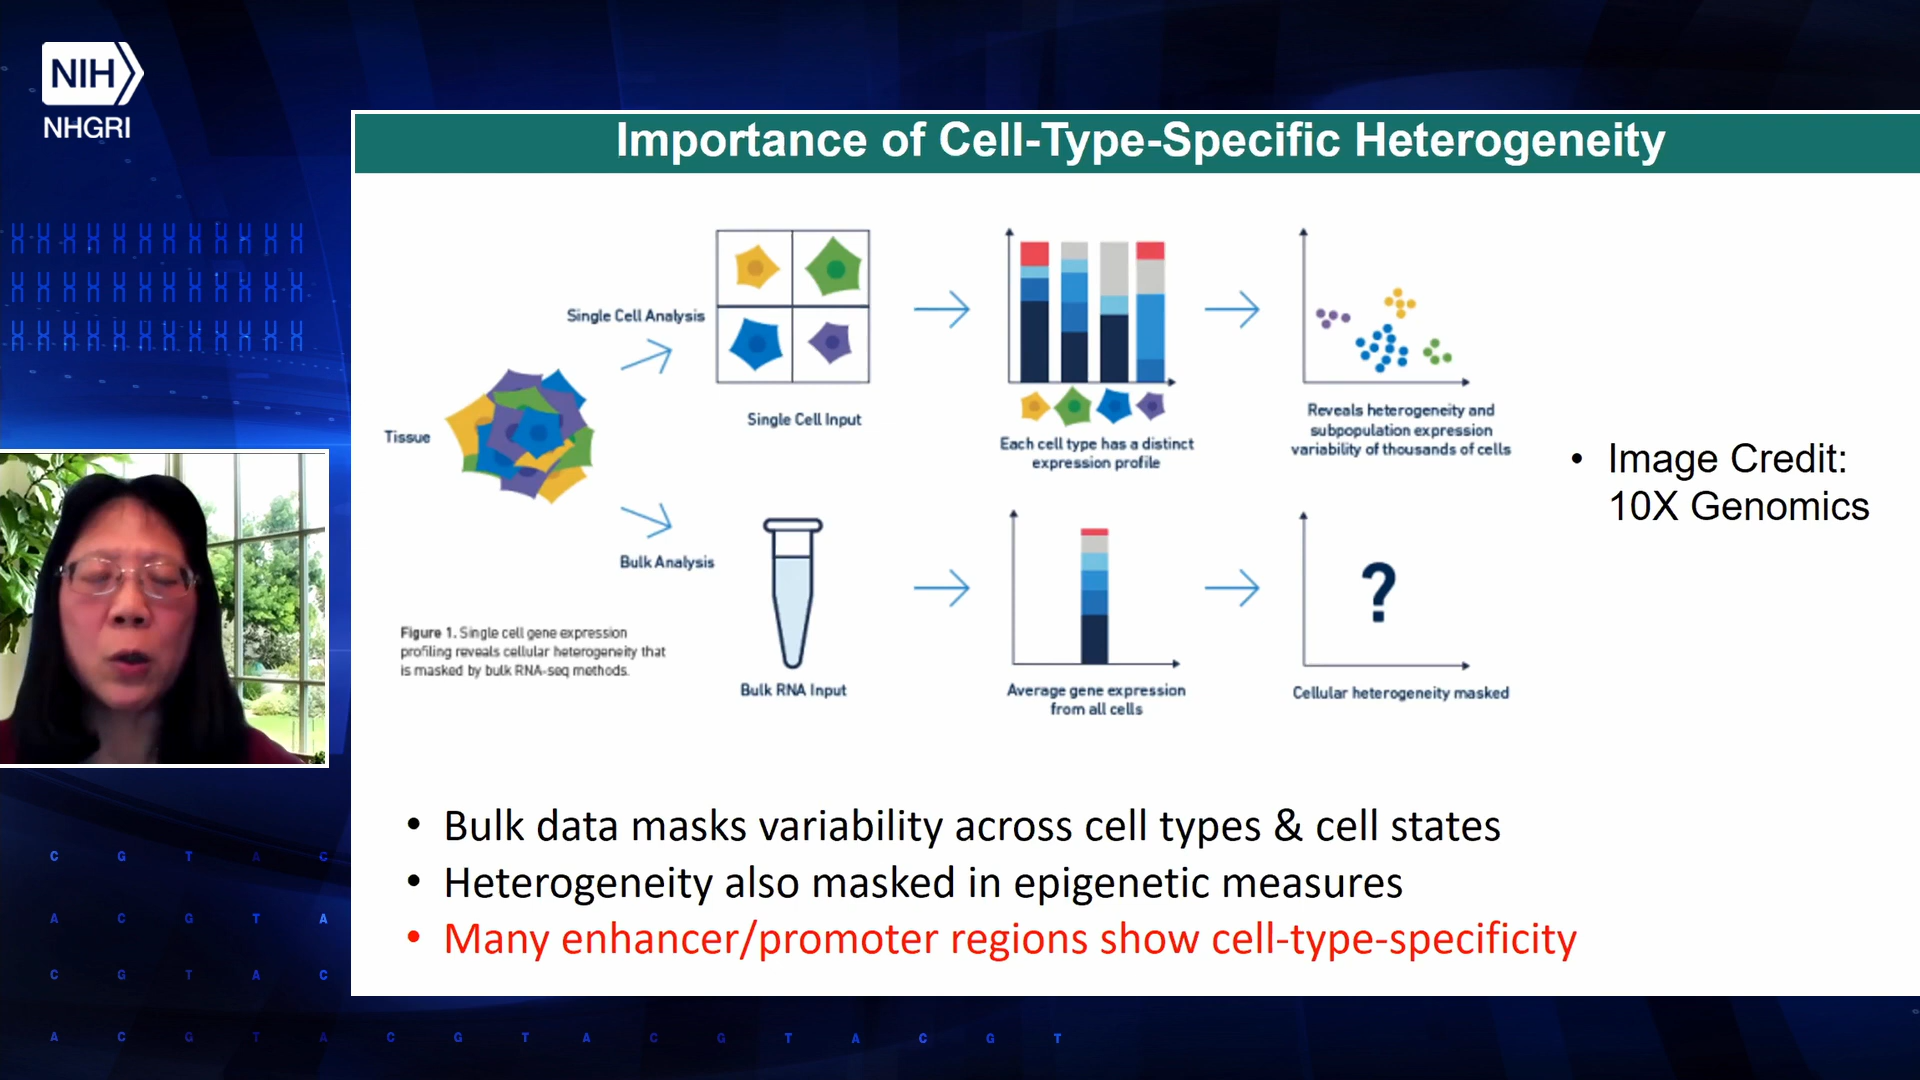 NIH
NHGRI
Importance of Cell-Type-Specific Heterogeneity
Single Cell Analysis
Single Cell Input
Each cell type has a distinct
expression profile
Reveals heterogeneity and
subpopulation expression
variability of thousands of cells
Tissue
• Image Credit:
10X Genomics
Bulk Analysis
?
Figure 1. Single cell gene expression
profiling reveals cellular heterogeneity that
is masked by bulk RNA-seq methods.
Bulk RNA Input
Average gene expression
from all cells
Cellular heterogeneity masked
• Bulk data masks variability across cell types & cell states
• Heterogeneity also masked in epigenetic measures
• Many enhancer/promoter regions show cell-type-specificity
C G T A C
A C G T A
C G T A C
A C G T A C G T A C G T A C G T